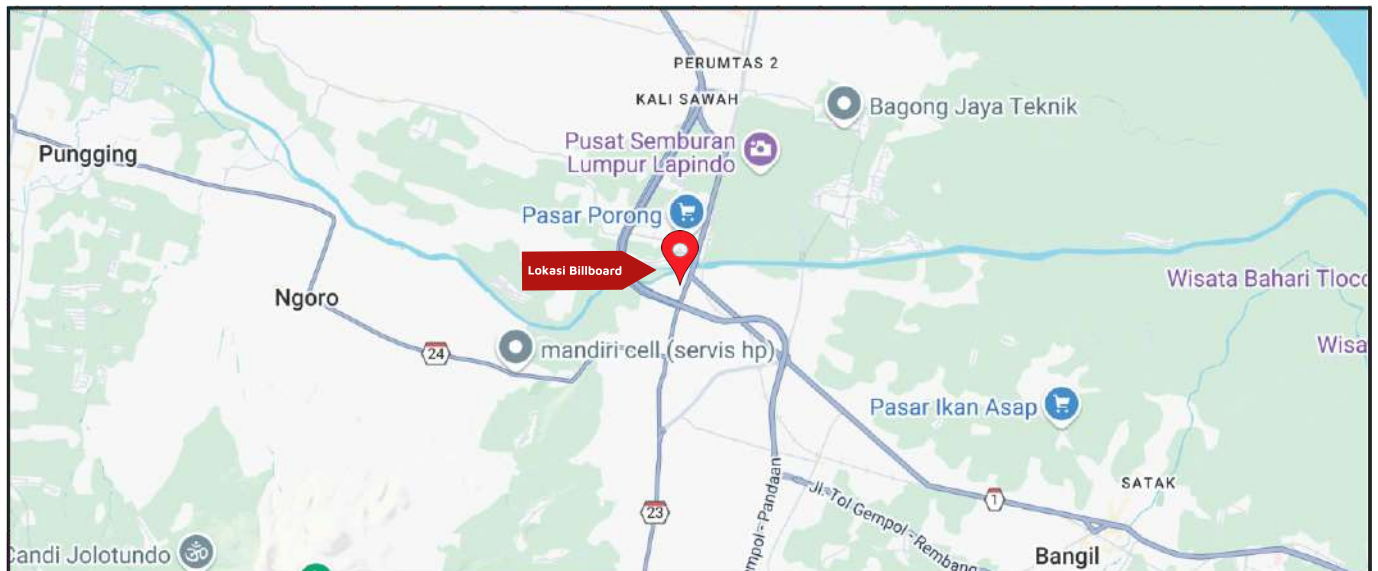 PERUMTAS 2
KALI SAWAH
Bagong Jaya Teknik
Pungging
Pusat Semburan
Lumpur Lapindo
Pasar Porong
Lokasi Billboard
Wisata Bahari Tloco
Ngoro
24
mandiri cell (servis hp)
Wisa
Pasar Ikan Asap
SATAK
1
23
Jl. Tol Gempol - Rembang
mpol - Pandaan
Candi Jolotundo
Bangil